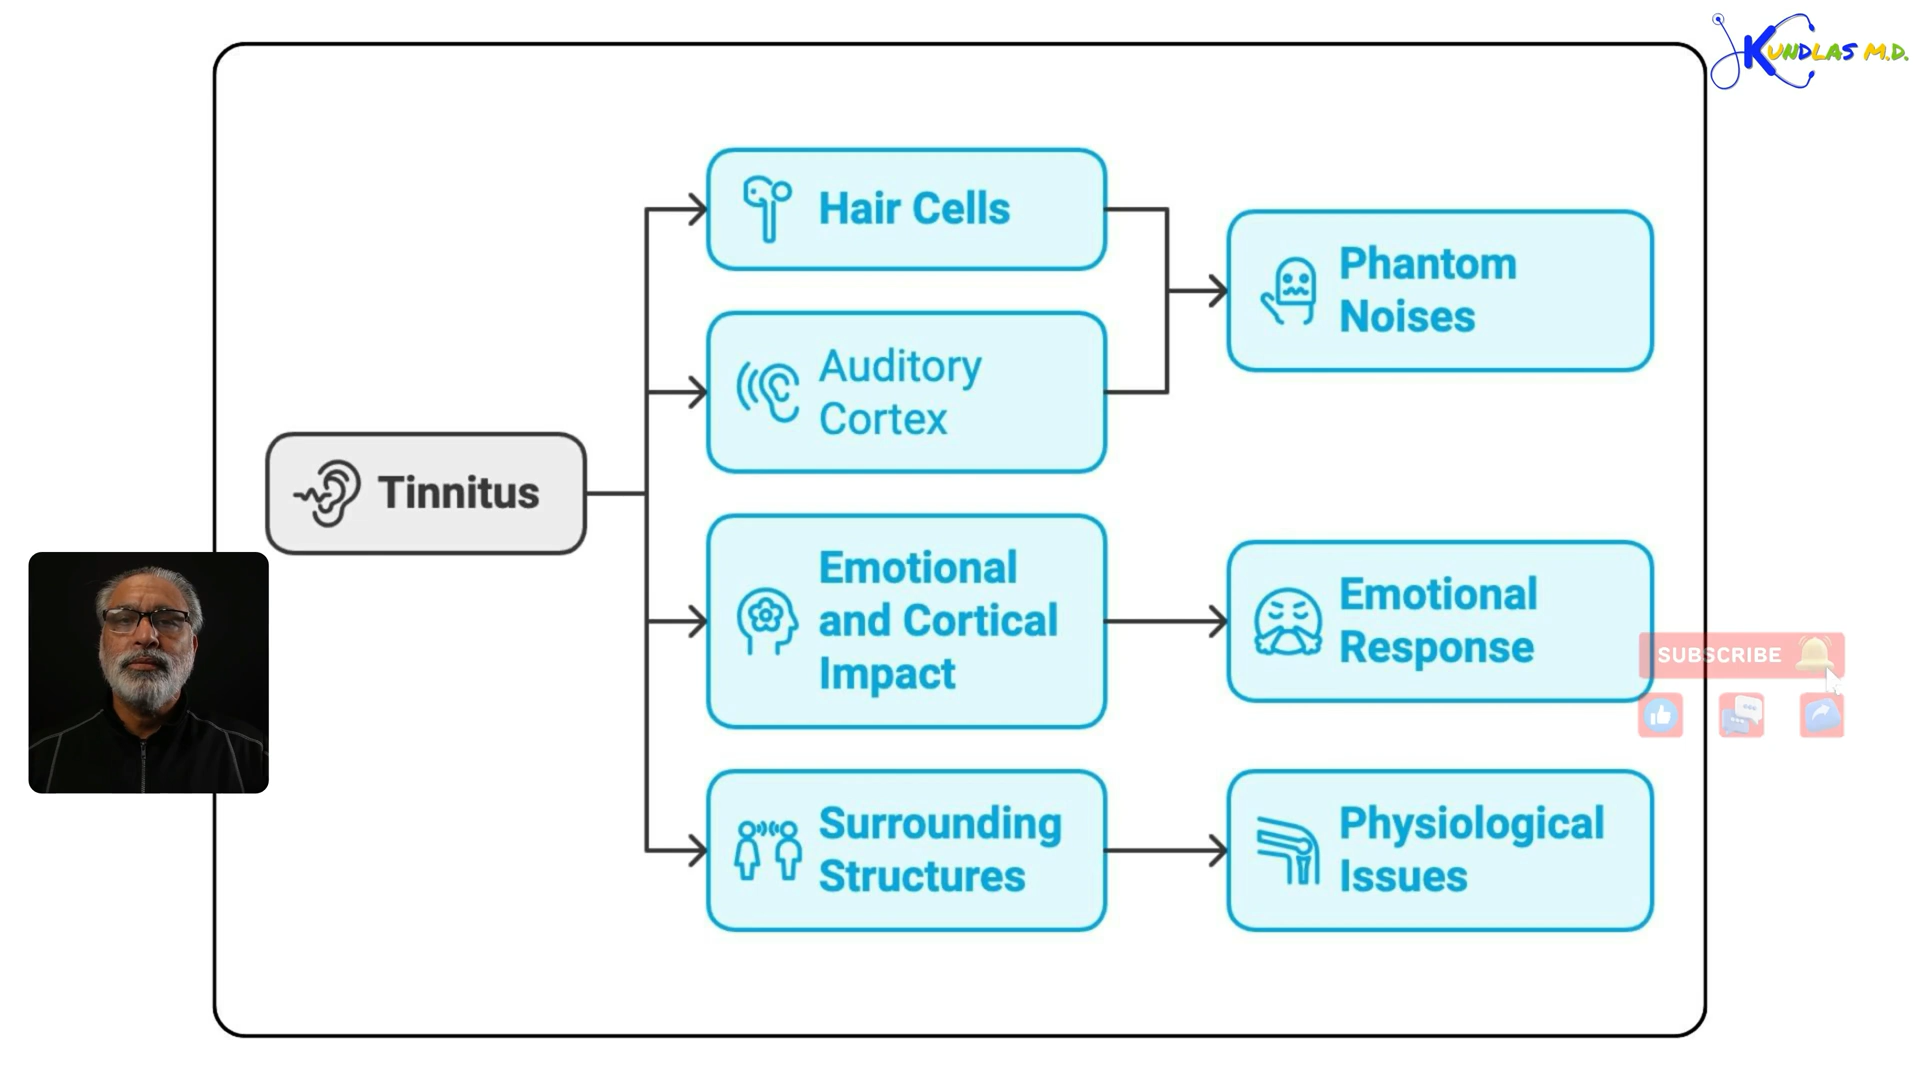 KUNDLAS M.D.
Hair Cells
Phantom
Noises
Auditory
Cortex
Tinnitus
Emotional
and Cortical
Impact
Emotional
Response
SUBSCRIBE
Surrounding
Structures
Physiological
Issues